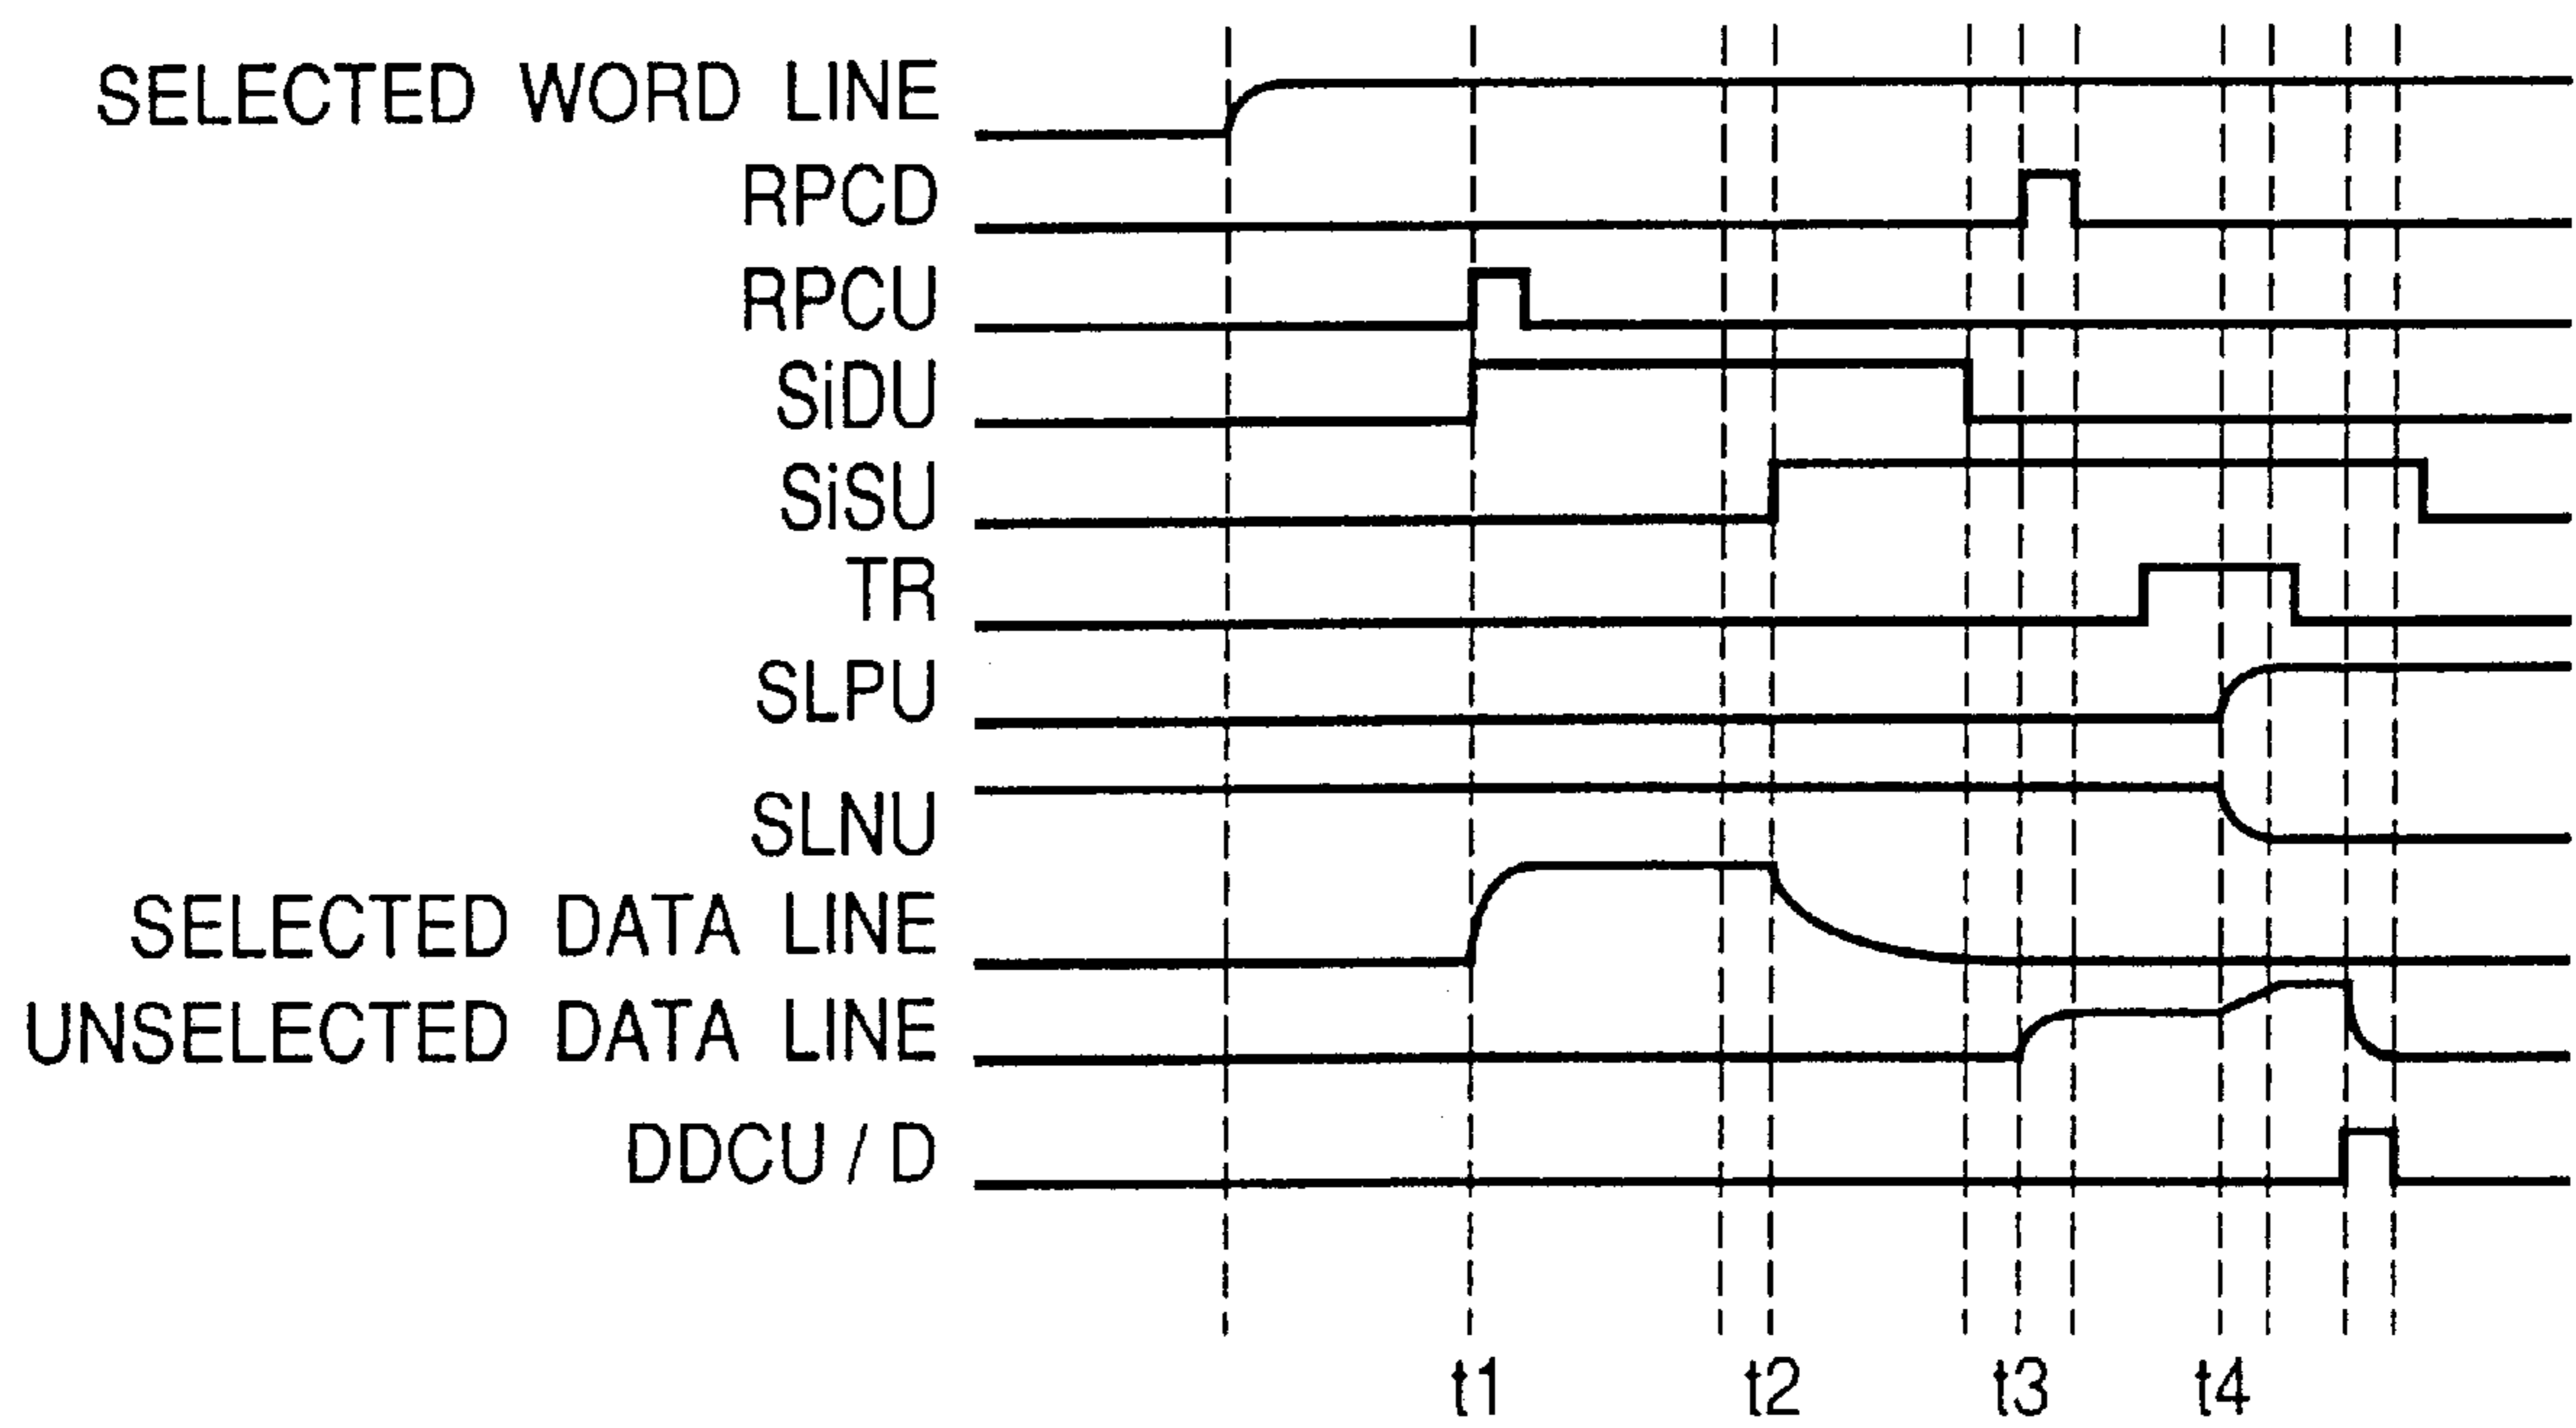 SELECTED WORD LINE
RPCD
RPCU
SiDU
SiSU
TR
SLPU
SLNU
SELECTED DATA LINE
UNSELECTED DATA LINE
DDCU / D
t1 t2 t3 t4